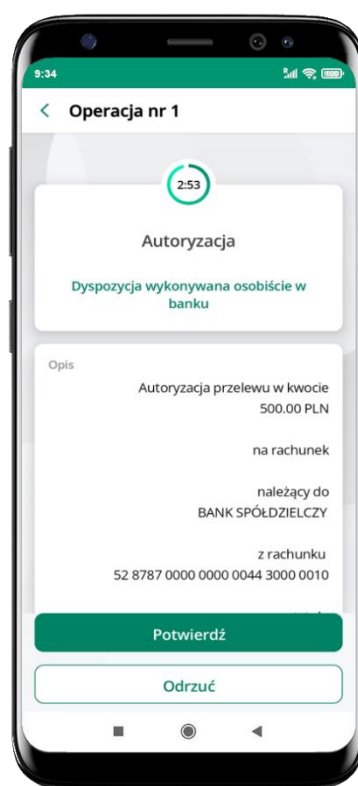 9:34
Operacja nr 1
2:53
Autoryzacja
Dyspozycja wykonywana osobiście w
banku
Opis
Autoryzacja przelewu w kwocie
500.00 PLN
na rachunek
należący do
BANK SPÓŁDZIELCZY
z rachunku
52 8787 0000 0000 0044 3000 0010
Potwierdź
Odrzuć